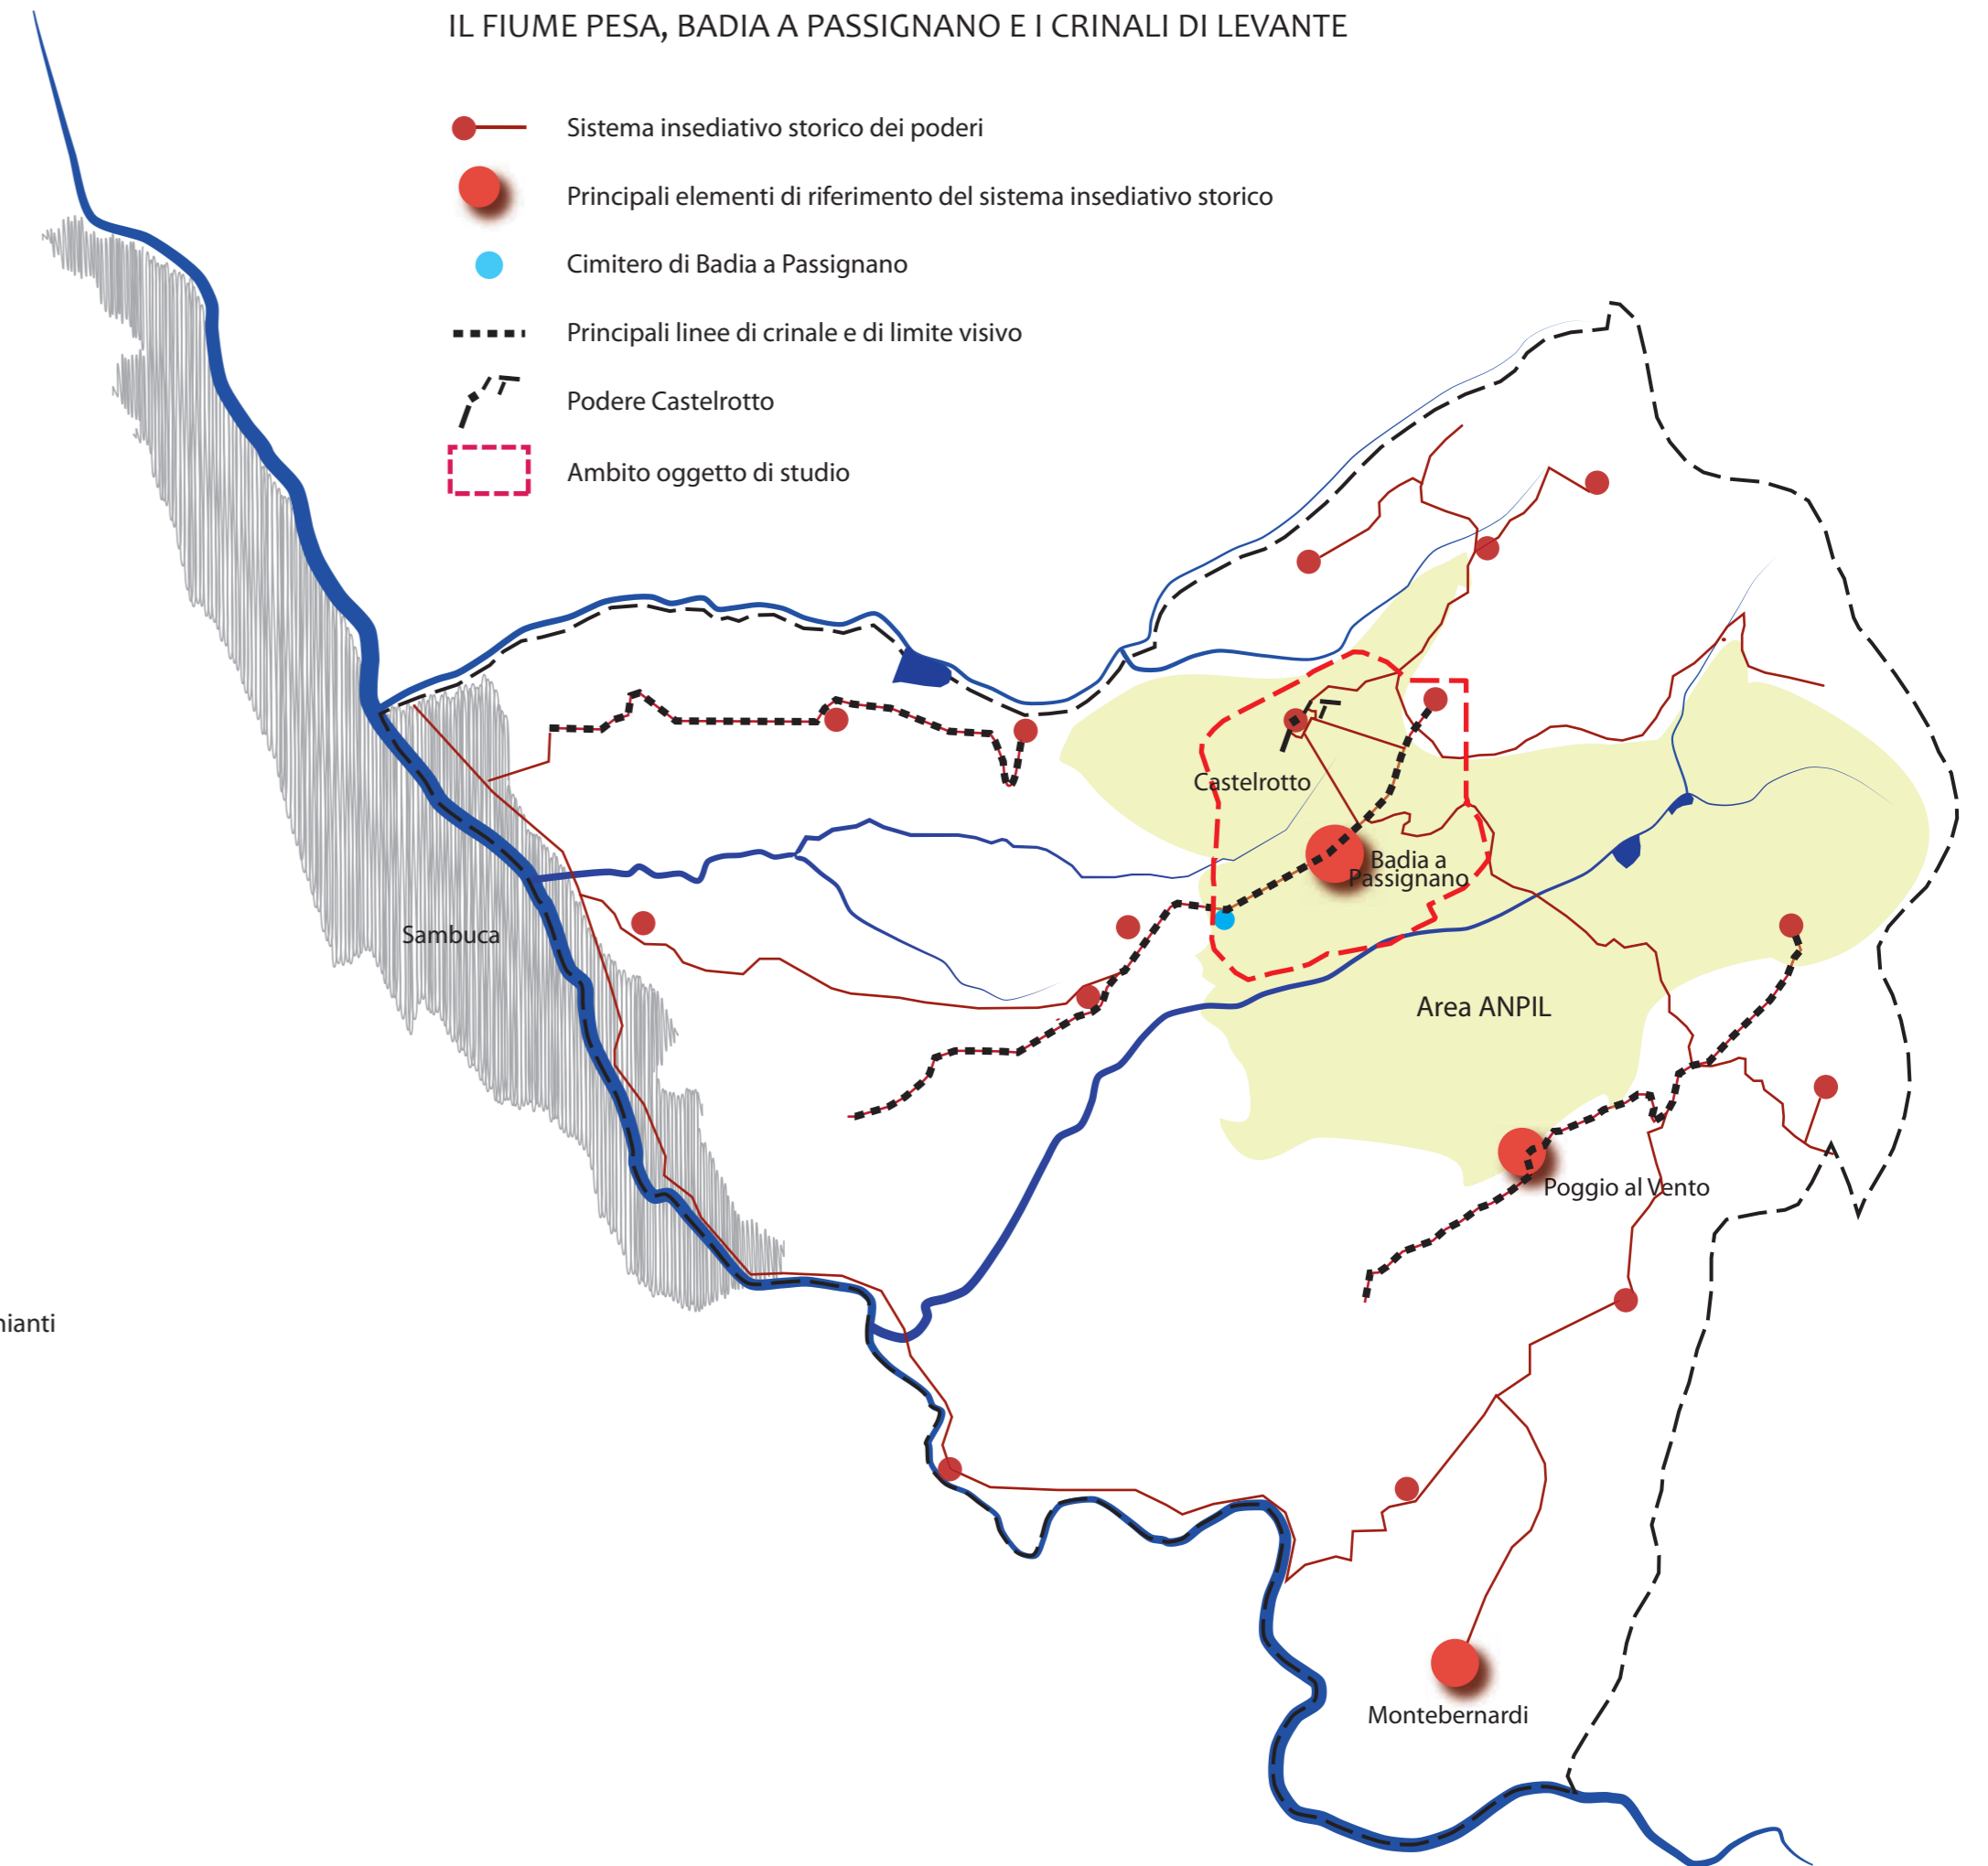 IL FIUME PESA, BADIA A PASSIGNANO E I CRINALI DI LEVANTE
Sistema insediativo storico dei poderi
Principali elementi di riferimento del sistema insediativo storico
Cimitero di Badia a Passignano
Principali linee di crinale e di limite visivo
Podere Castelrotto
Ambito oggetto di studio
Castelrotto
Badia a
Passignano
Sambuca
Area ANPIL
Poggio al Vento
hianti
Montebernardi